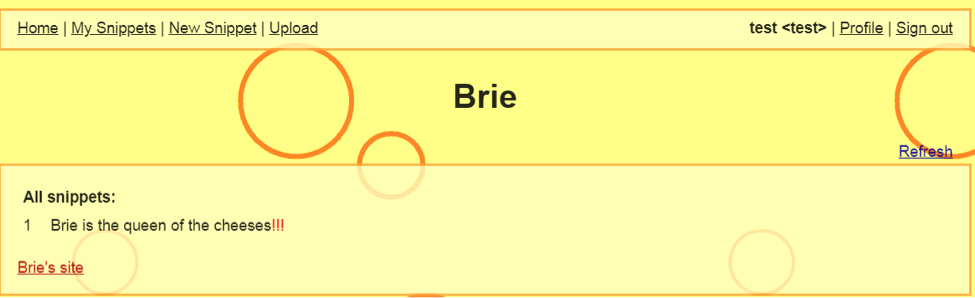 Home | My Snippets | New Snippet | Upload test <test> | Profile | Sign out
Brie
Refresh
All snippets:
1 Brie is the queen of the cheeses!!!
Brie's site